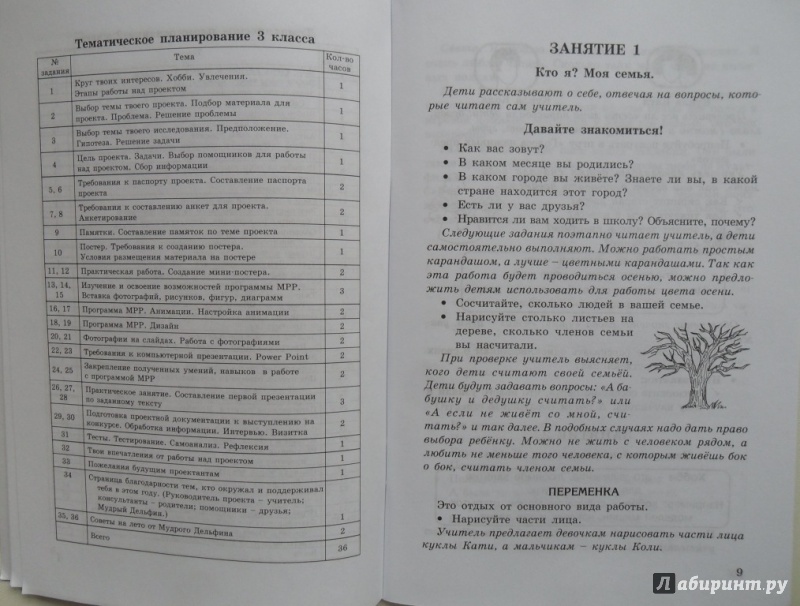 Тематическое планирование 3 класса
№ задания Тема Кол-во часов
1 Круг твоих интересов. Хобби. Увлечения. 1
Этапы работы над проектом
2 Выбор темы твоего проекта. Подбор материала для 1
проекта. Проблема. Решение проблемы
3 Выбор темы твоего исследования. Предположение. 1
Гипотеза. Решение задачи
4 Цель проекта. Задачи. Выбор помощников для работы 1
над проектом. Сбор информации
5, 6 Требования к паспорту проекта. Составление паспорта 2
проекта
7, 8 Требования к составлению анкет для проекта. 2
Анкетирование
9 Памятки. Составление памяток по теме проекта 1
10 Постер. Требования к созданию постера. 1
Условия размещения материала на постере
11, 12 Практическая работа. Создание мини-постера. 2
13, 14, Изучение и освоение возможностей программы МРР. 3
15 Вставка фотографий, рисунков, фигур, диаграмм
16, 17 Программа МРР. Анимации. Настройка анимации 2
18, 19 Программа МРР. Дизайн 2
20, 21 Фотография на слайдах. Работа с фотографиями 2
22, 23 Требования к компьютерной презентации. Power Point 2
24, 25 Закрепление полученных умений, навыков в работе 2
с программой МРР
26, 27, Практическое занятие. Составление первой презентации 3
28 по заданному тексту
29, 30 Подготовка проектной документации к выступлению на 2
конкурсе. Обработка информации. Интервью. Визитка
31 Тесты. Тестирование. Самоанализ. Рефлексия 1
32 Твои впечатления от работы над проектом 1
33 Пожелания будущим проектантам 1
34 Страница благодарности тем, кто окружал и поддерживал 1
тебя в этом году. (Руководитель проекта – учитель;
консультанты – родители; помощники – друзья;
Мудрый Дельфин.)
35, 36 Советы на лето от Мудрого Дельфина 2
Всего 36
ЗАНЯТИЕ 1
Кто я? Моя семья.
Дети рассказывают о себе, отвечая на вопросы, кото-
рые читает сам учитель.
Давайте знакомиться!
• Как вас зовут?
• В каком месяце вы родились?
• В каком городе вы живёте? Знаете ли вы, в какой
стране находится этот город?
• Есть ли у вас друзья?
• Нравится ли вам ходить в школу? Объясните, почему?
Следующие задания поэтапно читает учитель, а дети
самостоятельно выполняют. Можно работать простым
карандашом, а лучше – цветными карандашами. Так как
эта работа будет проводиться осенью, можно предло-
жить детям использовать для работы цвета осени.
• Сосчитайте, сколько людей в вашей семье.
• Нарисуйте столько листьев на
дереве, сколько членов семьи
вы насчитали.
При проверке учитель выясняет,
кого дети считают своей семьёй.
Дети будут задавать вопросы: «А ба-
бушку и дедушку считать?» или
«А если не живёт со мной, счи-
тать?» и так далее. В подобных случаях надо дать право
выбора ребёнку. Можно не жить с человеком рядом, а
любить не меньше того человека, с которым живёшь бок
о бок, считать членом семьи.
ПЕРЕМЕНКА
Это отдых от основного вида работы.
• Нарисуйте части лица.
Учитель предлагает девочкам нарисовать части лица
куклы Кати, а мальчикам – куклы Коли.
9
Лабиринт.ру